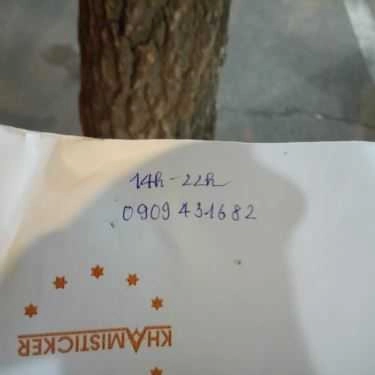 14h - 22h
0909 431682
KHAMISTICKER